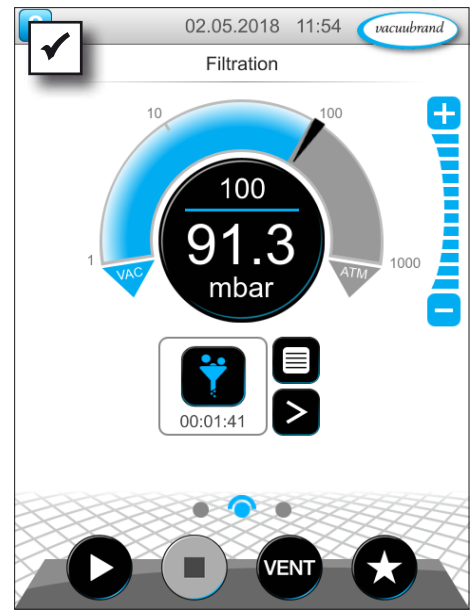 02.05.2018 11:54 vacuubrand
Filtration
10 100
100
91.3
mbar
1 VAC ATM 1000
00:01:41
VENT